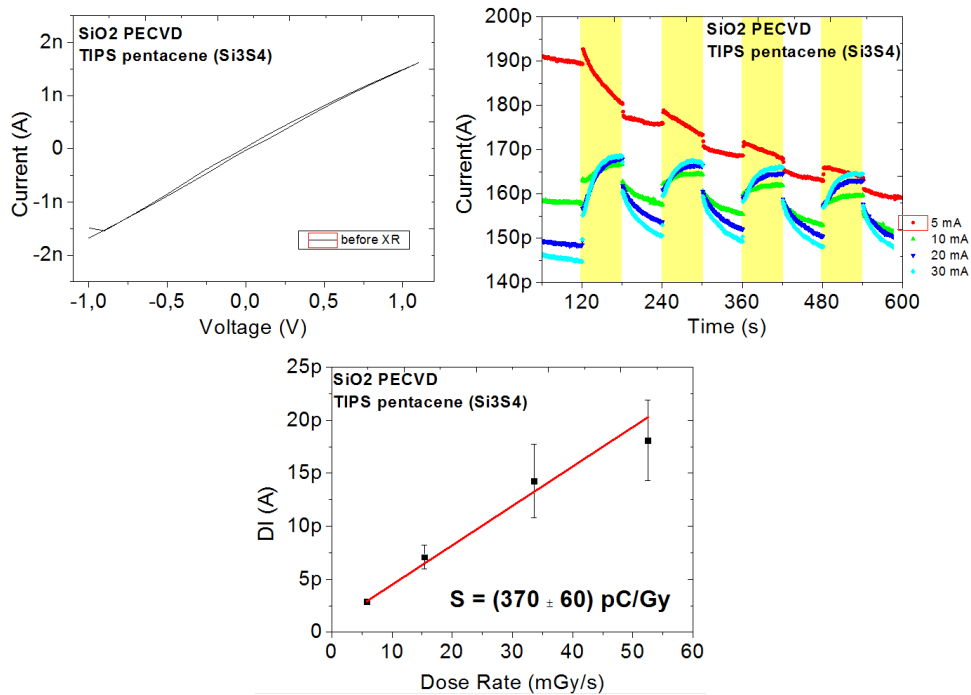 SiO2 PECVD
TIPS pentacene (Si3S4)
2n
1n
0
-1n
-2n
Current (A)
-1,0
-0,5
0,0
0,5
1,0
Voltage (V)
before XR
SiO2 PECVD
TIPS pentacene (Si3S4)
200p
190p
180p
170p
160p
150p
140p
Current(A)
120
240
360
480
600
Time (s)
5 mA
10 mA
20 mA
30 mA
SiO2 PECVD
TIPS pentacene (Si3S4)
25p
20p
15p
10p
5p
0
DI (A)
0
10
20
30
40
50
60
Dose Rate (mGy/s)
S = (370 ± 60) pC/Gy